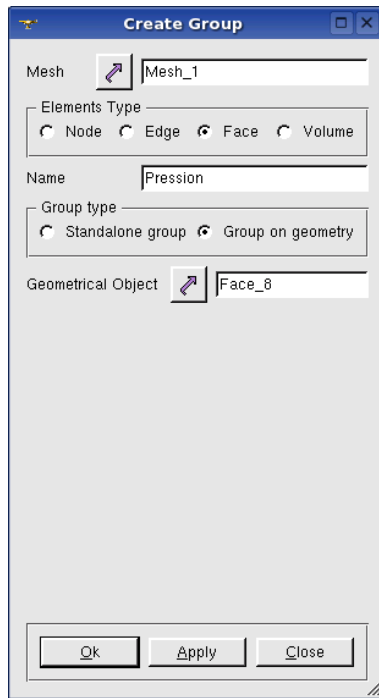 Create Group
Mesh Mesh_1
Elements Type
Node Edge Face Volume
Name Pression
Group type
Standalone group Group on geometry
Geometrical Object Face_8
Ok Apply Close